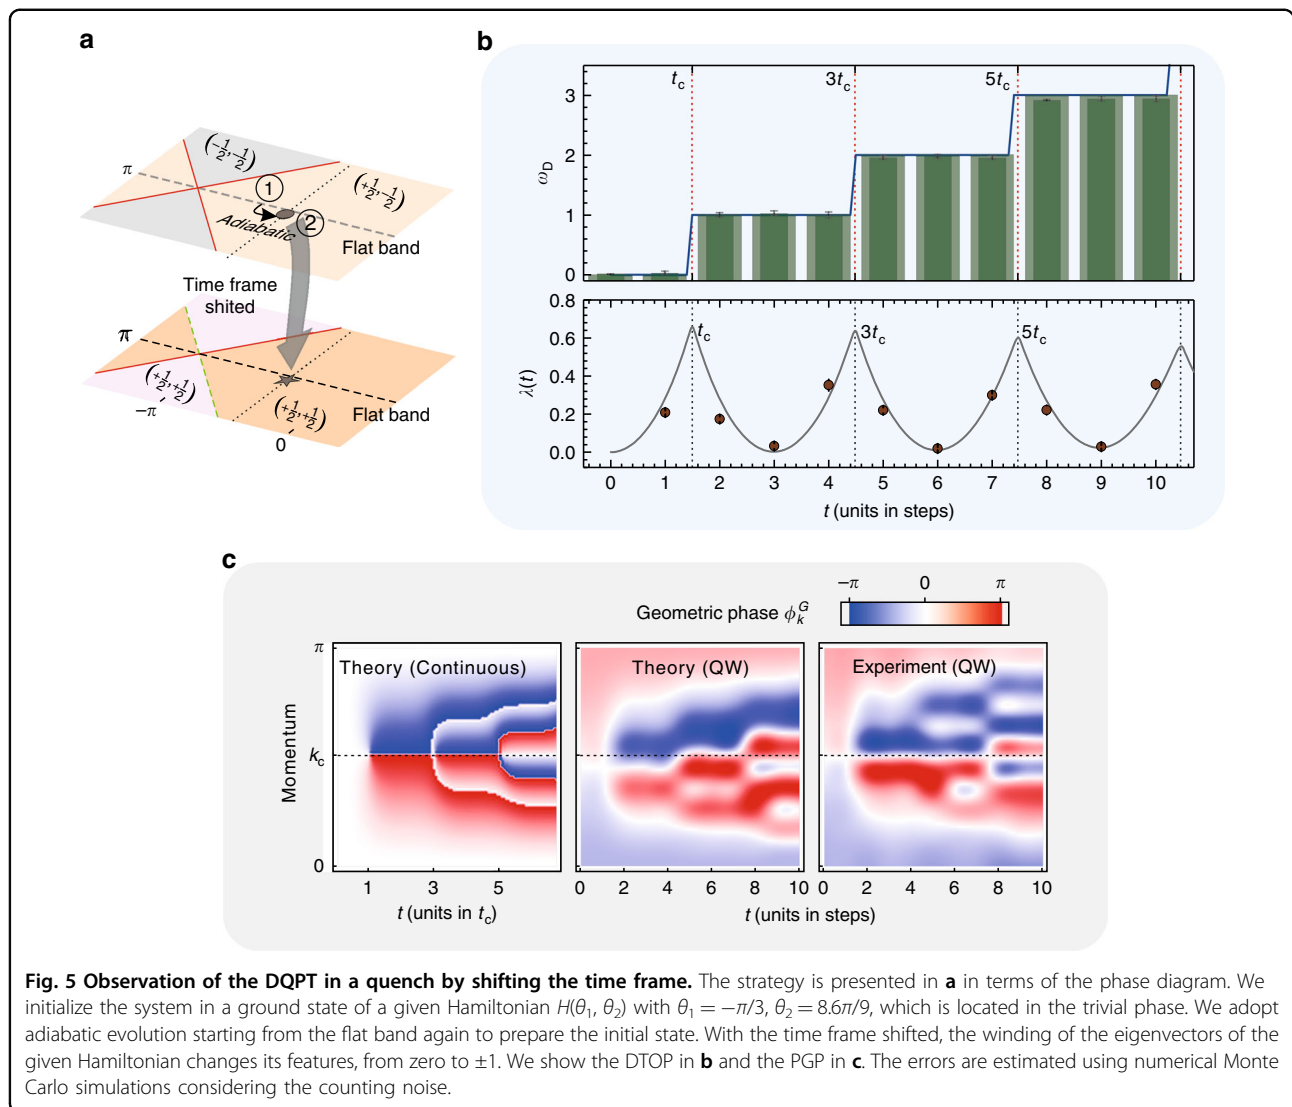 a
(-1/2,-1/2)
π
1
(+1/2,-1/2)
Adiabatic
2
Flat band
Time frame
shited
π
(+1/2,+1/2)
-π
(+1/2,+1/2)
Flat band
0
b
t_c
3t_c
5t_c
3
2
1
0
ω_D
0.8
0.6
0.4
0.2
0.0
λ(t)
t_c
3t_c
5t_c
0 1 2 3 4 5 6 7 8 9 10
t (units in steps)
c
−π 0 π
Geometric phase ϕ_k^G
π
k_c
0
Momentum
Theory (Continuous)
Theory (QW)
Experiment (QW)
1 3 5
0 2 4 6 8 10
0 2 4 6 8 10
t (units in t_c)
t (units in steps)
Fig. 5 Observation of the DQPT in a quench by shifting the time frame. The strategy is presented in a in terms of the phase diagram. We
initialize the system in a ground state of a given Hamiltonian H(θ₁, θ₂) with θ₁ = −π/3, θ₂ = 8.6π/9, which is located in the trivial phase. We adopt
adiabatic evolution starting from the flat band again to prepare the initial state. With the time frame shifted, the winding of the eigenvectors of the
given Hamiltonian changes its features, from zero to ±1. We show the DTOP in b and the PGP in c. The errors are estimated using numerical Monte
Carlo simulations considering the counting noise.